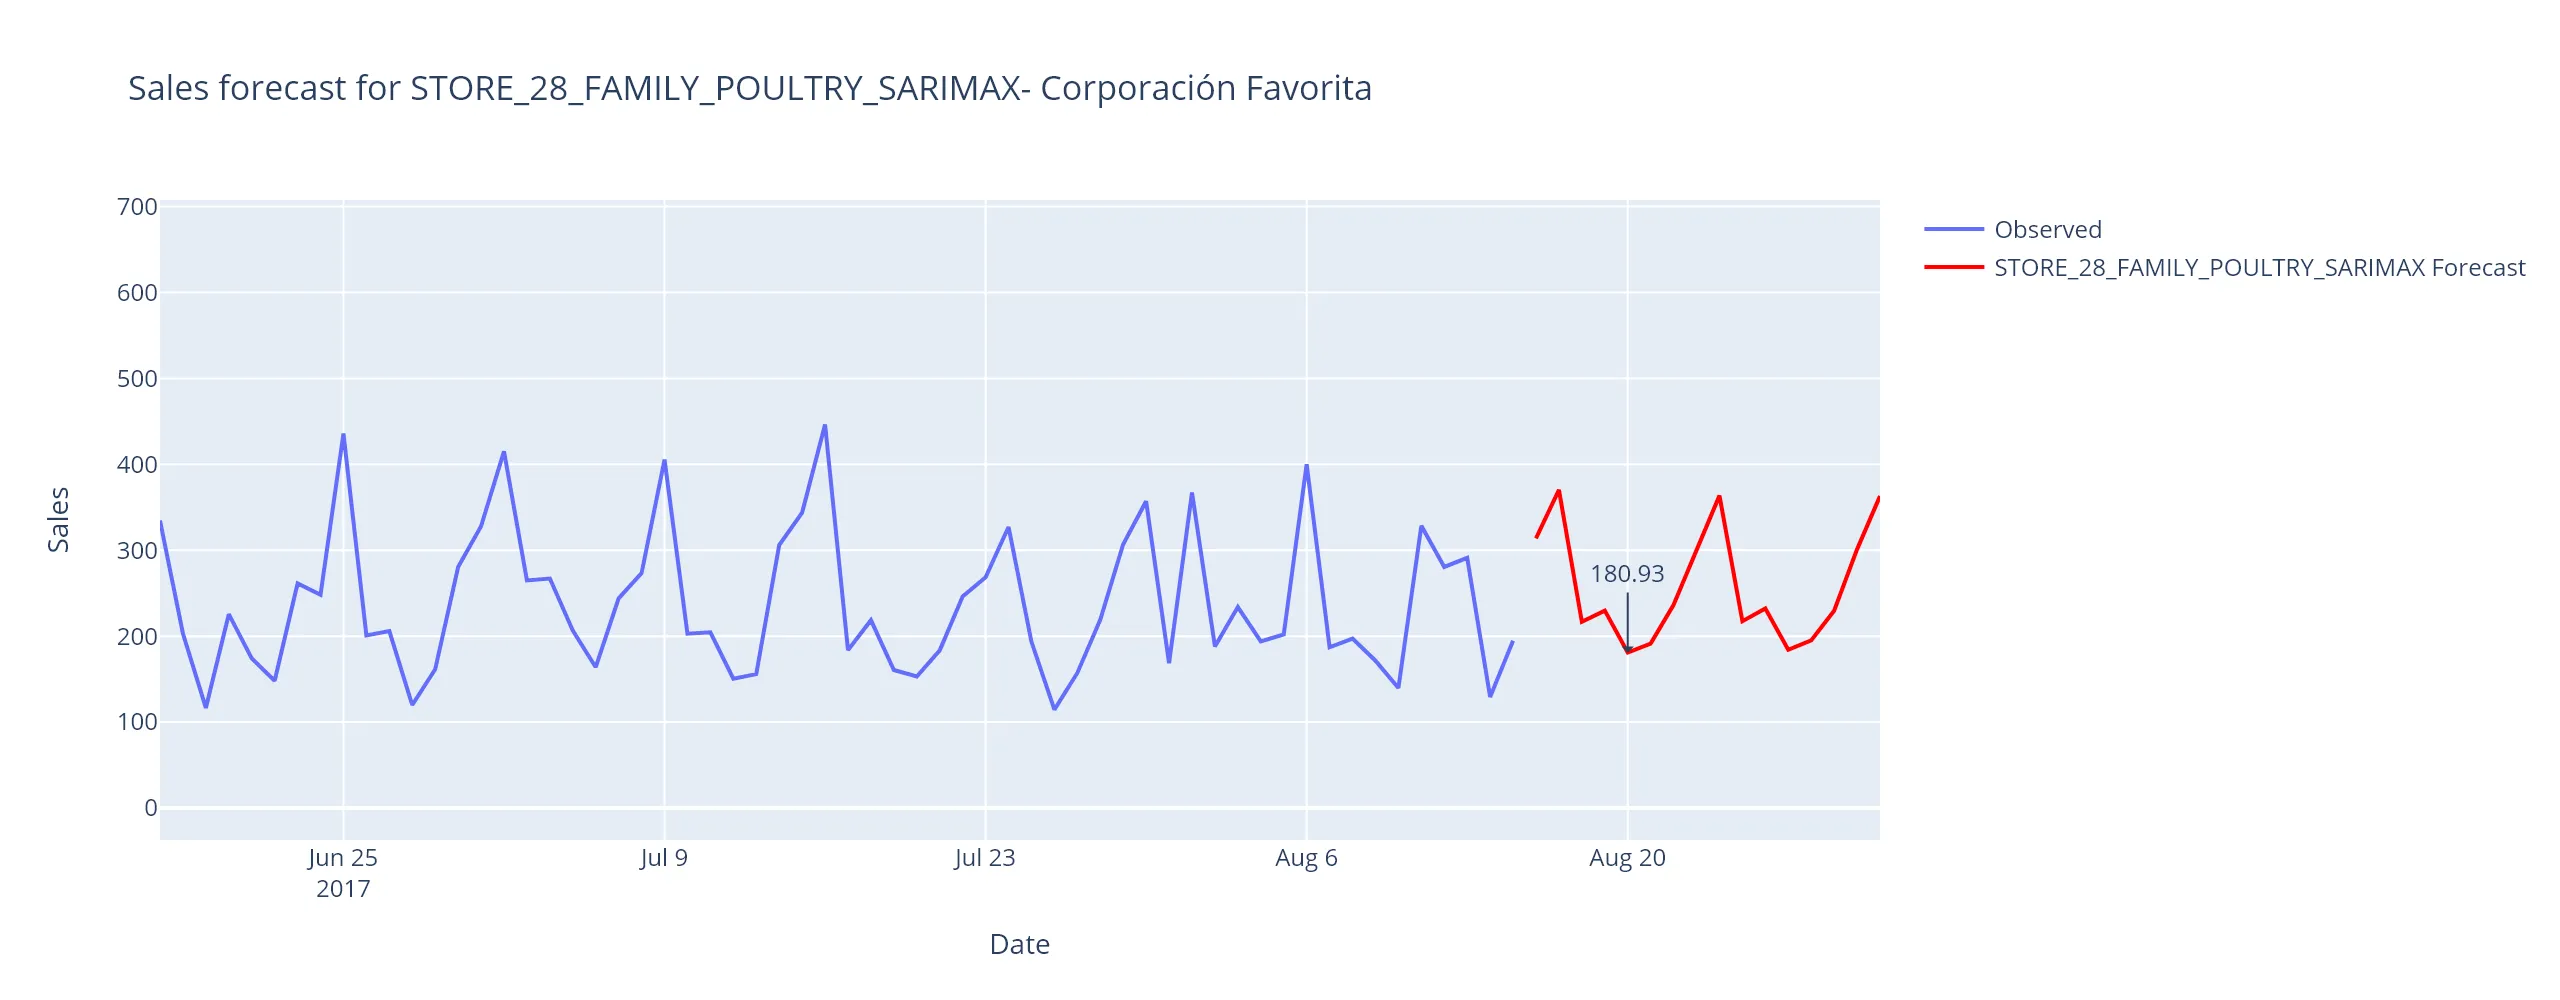 Sales forecast for STORE_28_FAMILY_POULTRY_SARIMAX- Corporación Favorita
700
600
500
400
300
200
100
0
Sales
180.93
Jun 25
2017
Jul 9
Jul 23
Aug 6
Aug 20
Date
Observed
STORE_28_FAMILY_POULTRY_SARIMAX Forecast